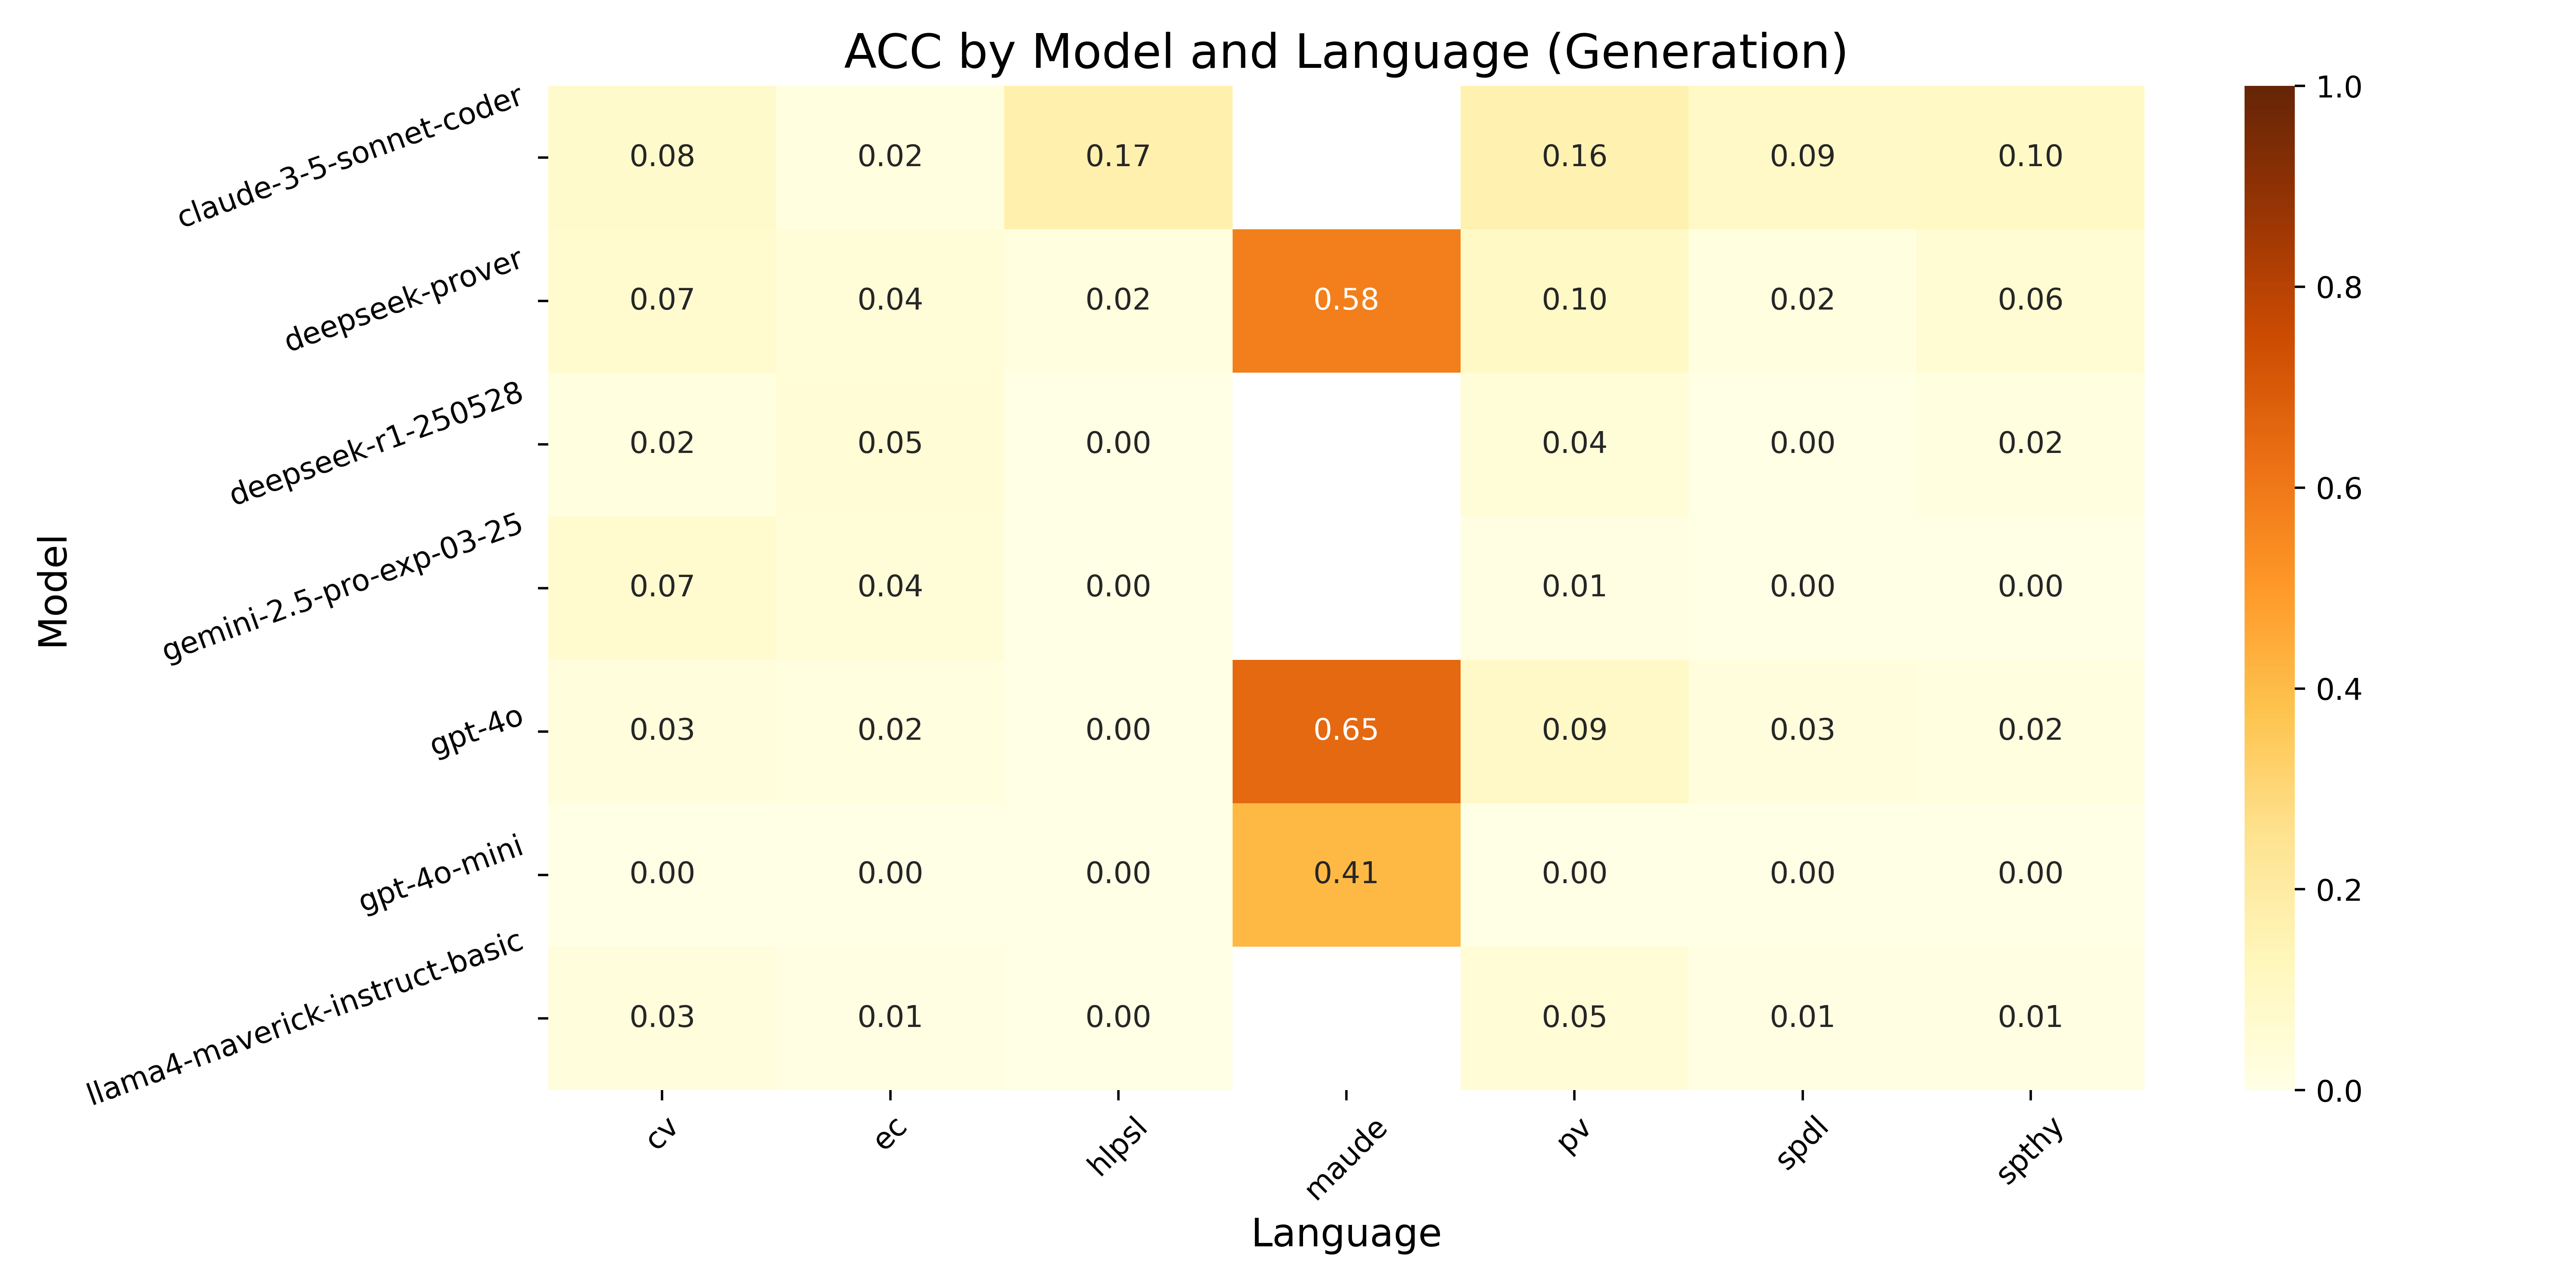 ACC by Model and Language (Generation)
Model
claude-3-5-sonnet-coder 0.08 0.02 0.17 0.16 0.09 0.10
deepseek-prover 0.07 0.04 0.02 0.58 0.10 0.02 0.06
deepseek-r1-250528 0.02 0.05 0.00 0.04 0.00 0.02
gemini-2.5-pro-exp-03-25 0.07 0.04 0.00 0.01 0.00 0.00
gpt-4o 0.03 0.02 0.00 0.65 0.09 0.03 0.02
gpt-4o-mini 0.00 0.00 0.00 0.41 0.00 0.00 0.00
llama4-maverick-instruct-basic 0.03 0.01 0.00 0.05 0.01 0.01
cv ec hlpsl maude pv spdl spthy
Language
1.0
0.8
0.6
0.4
0.2
0.0